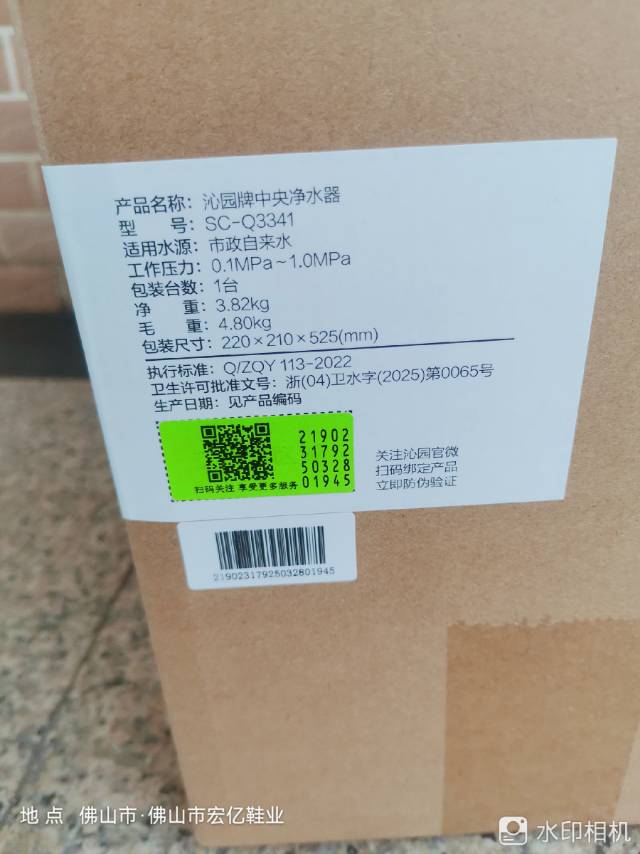 产品名称：沁园牌中央净水器
型 号：SC-Q3341
适用水源：市政自来水
工作压力：0.1MPa～1.0MPa
包装台数：1台
净 重：3.82kg
毛 重：4.80kg
包装尺寸：220×210×525(mm)
执行标准：Q/ZQY 113-2022
卫生许可批准文号：浙(04)卫水字(2025)第0065号
生产日期：见产品编码
21902
31792
50328
01945
扫码关注 享受更多服务
关注沁园官微
扫码绑定产品
立即防伪验证
21902317925032801945
地 点 佛山市·佛山市宏亿鞋业
水印相机